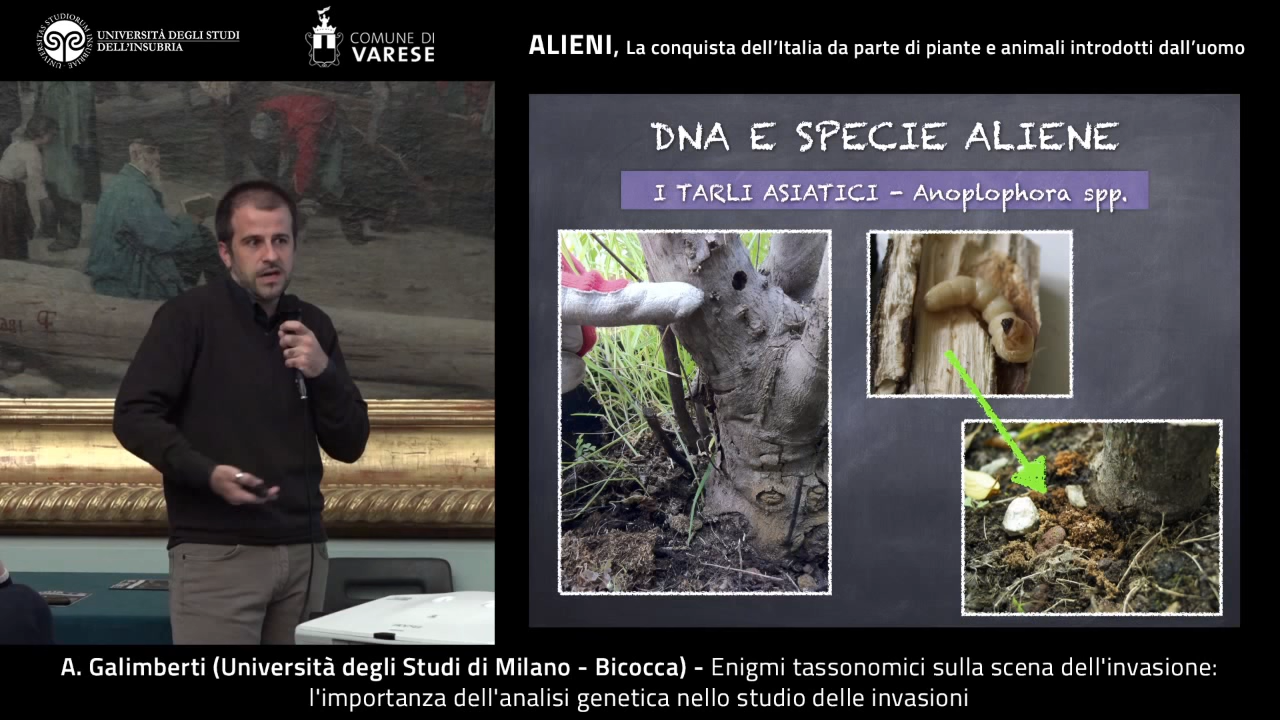 UNIVERSITÀ DEGLI STUDI
DELL'INSUBRIA
COMUNE DI
VARESE
ALIENI, La conquista dell'Italia da parte di piante e animali introdotti dall'uomo
DNA E SPECIE ALIENE
I TARLI ASIATICI - Anoplophora spp.
A. Galimberti (Università degli Studi di Milano - Bicocca) - Enigmi tassonomici sulla scena dell'invasione:
l'importanza dell'analisi genetica nello studio delle invasioni